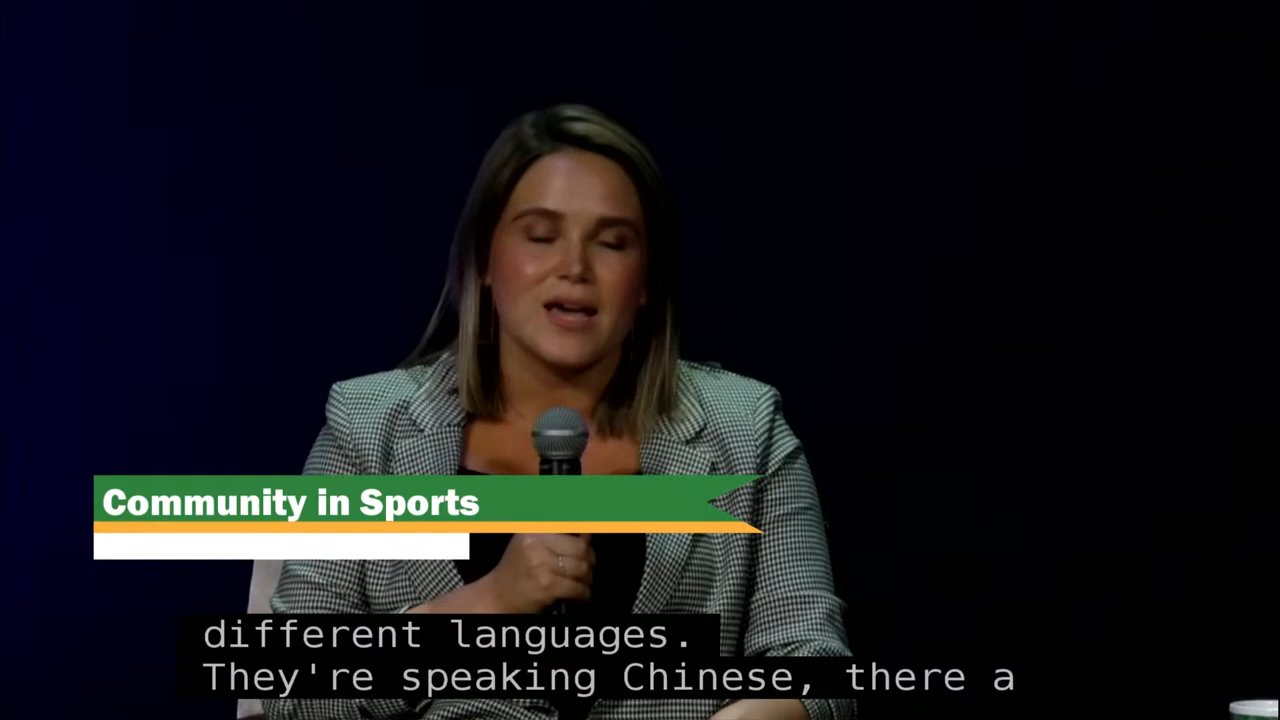 Community in Sports
different languages.
They're speaking Chinese, there a